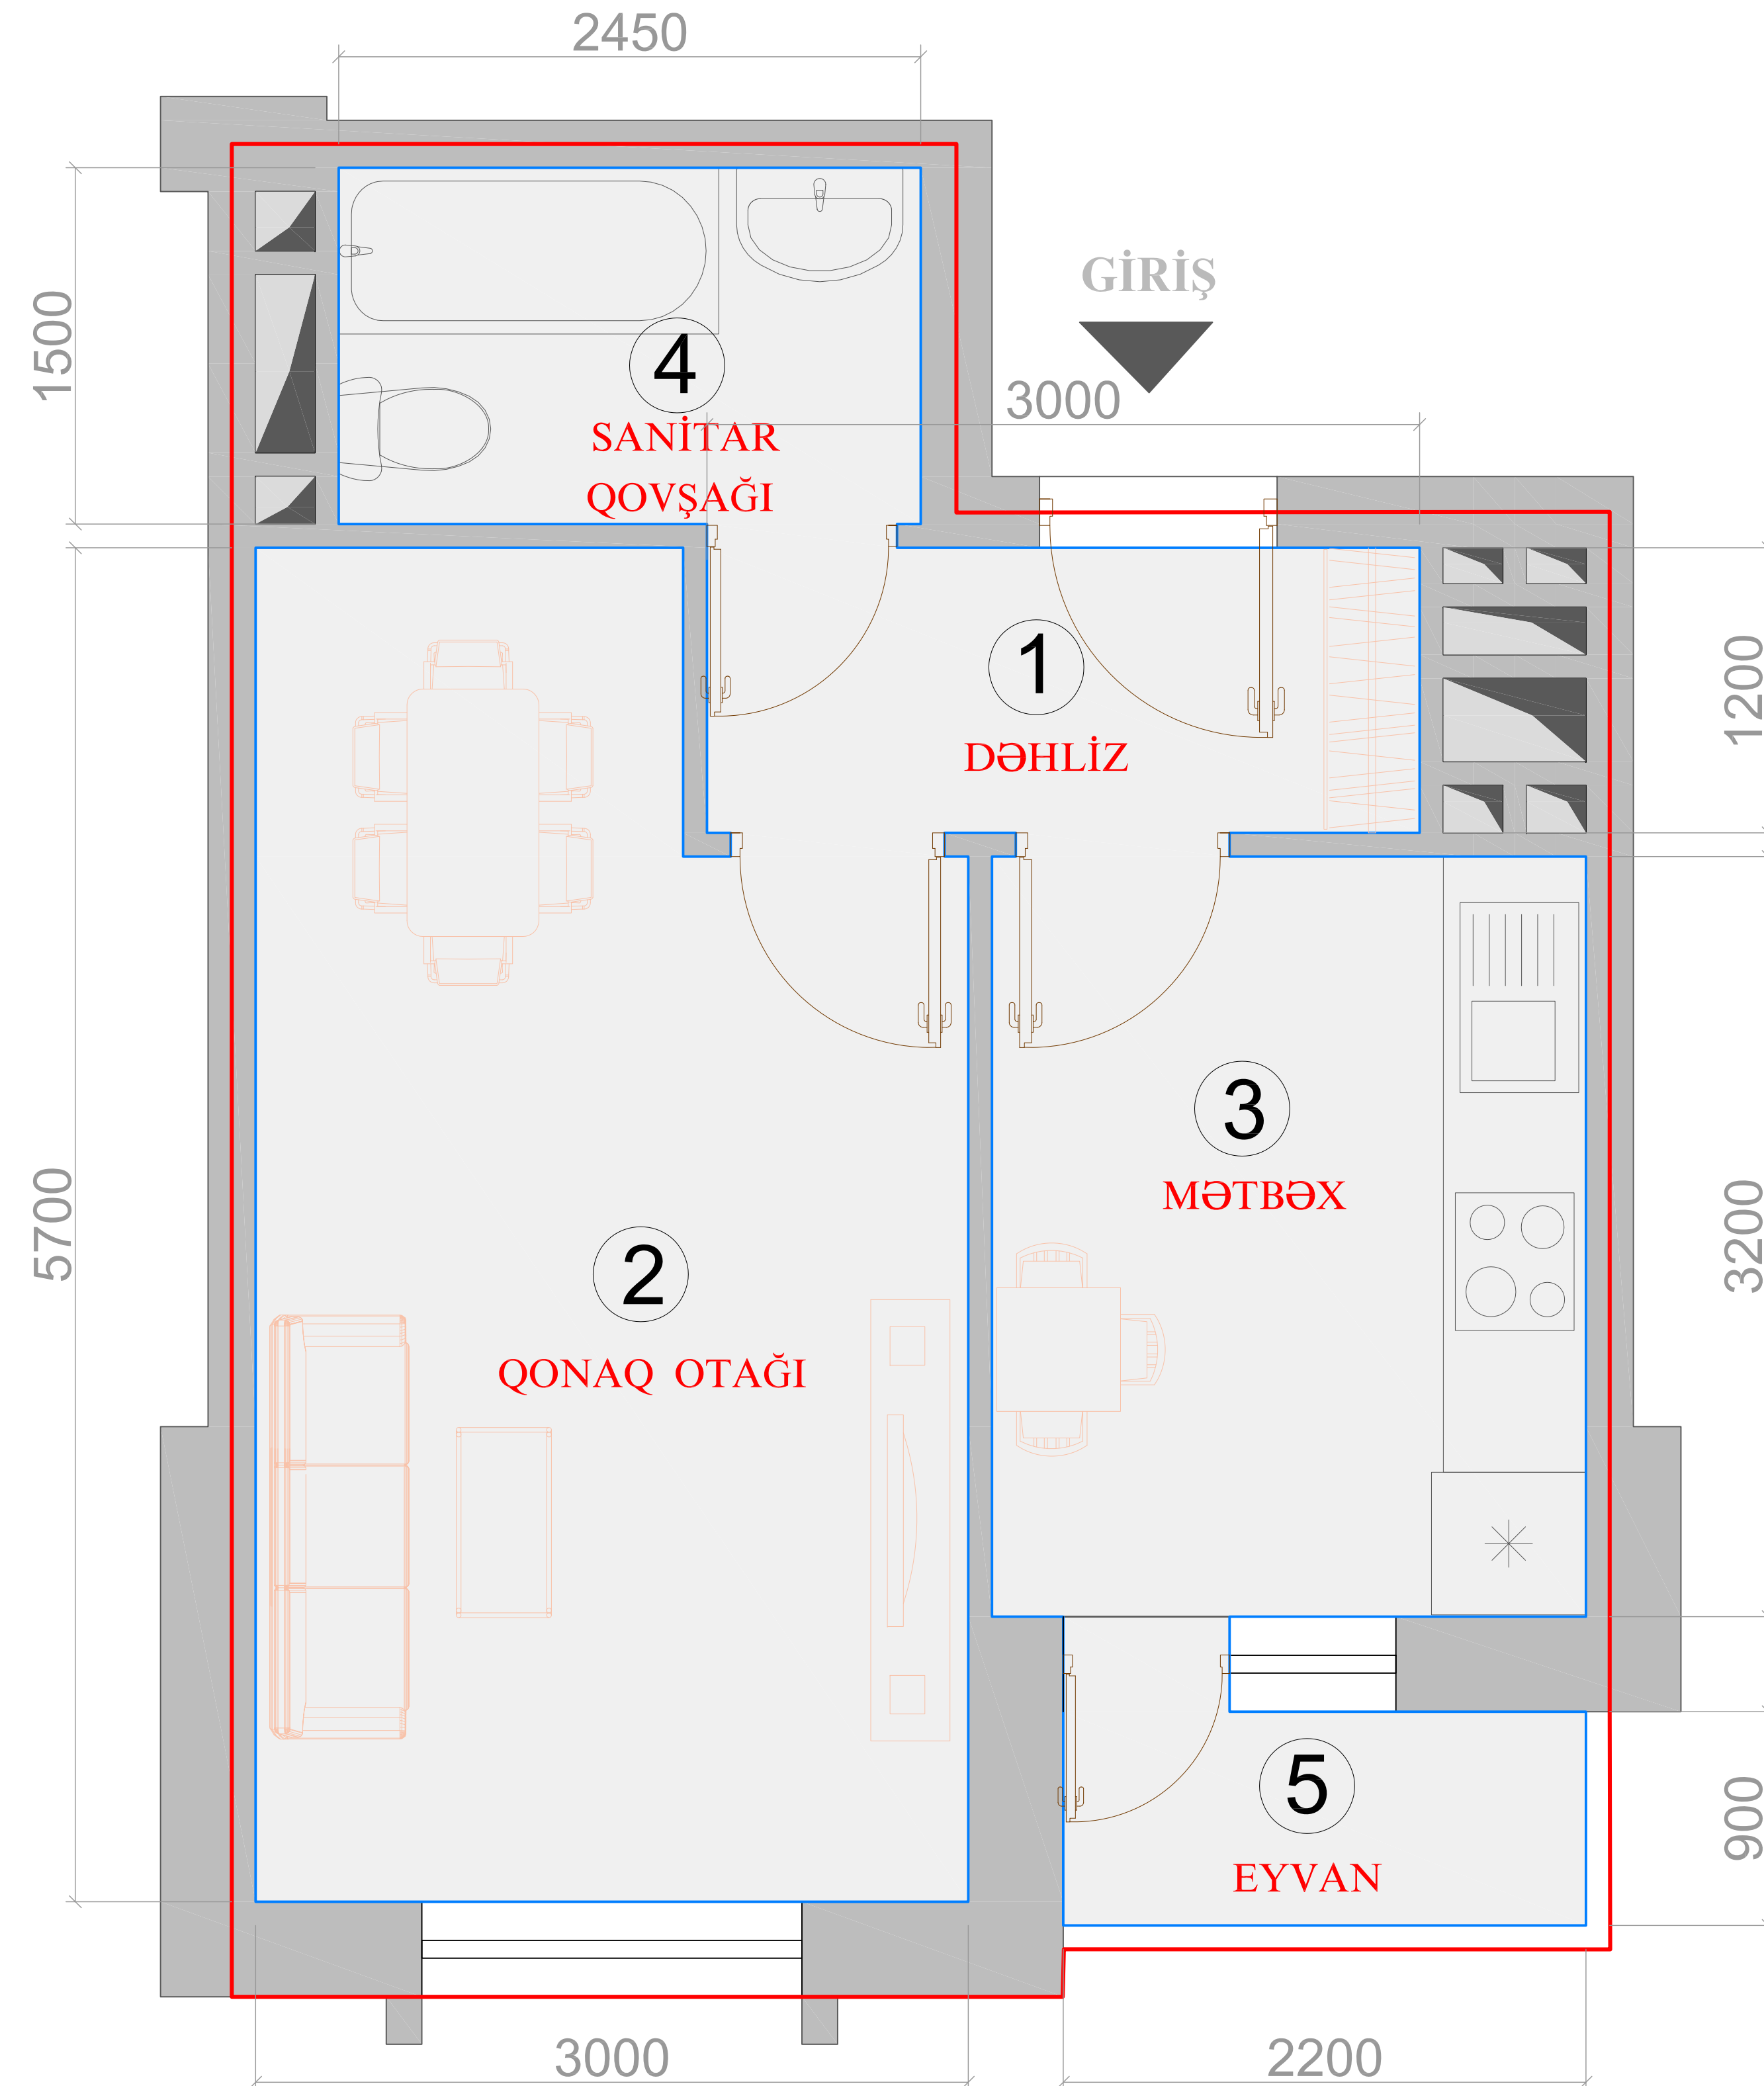 2450
GİRİŞ
1500
4
3000
SANİTAR
QOVŞAĞI
1
1200
DƏHLİZ
3
MƏTBƏX
5700
3200
2
QONAQ OTAĞI
5
900
EYVAN
3000
2200